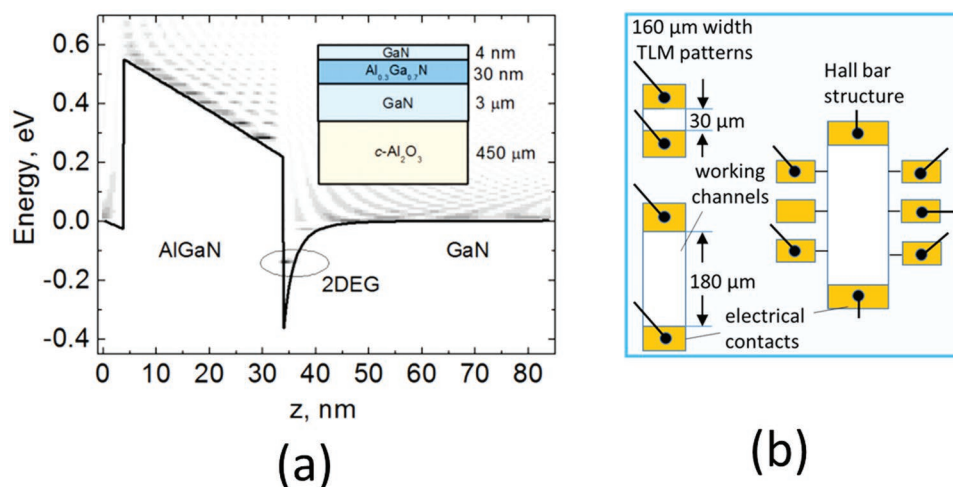 0.6
0.4
0.2
0.0
-0.2
-0.4
Energy, eV
0 10 20 30 40 50 60 70 80
z, nm
AlGaN
GaN
2DEG
GaN 4 nm
Al0.3Ga0.7N 30 nm
GaN 3 μm
c-Al2O3 450 μm
(a)
160 μm width
TLM patterns
30 μm
Hall bar
structure
working
channels
180 μm
electrical
contacts
(b)